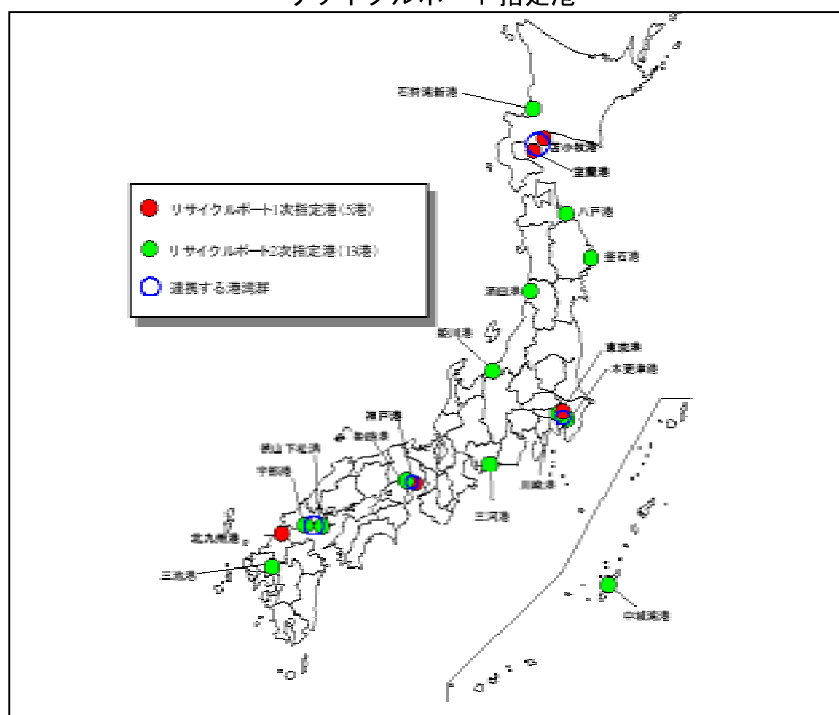 リサイクルポート指定港
石狩湾新港
苫小牧港
室蘭港
リサイクルポート1次指定港(5港)
リサイクルポート2次指定港(13港)
連携する港湾群
八戸港
釜石港
酒田港
姫川港
東京港
木更津港
神戸港
姫路港
徳山下松港
宇部港
川崎港
三河港
北九州港
三池港
中城湾港